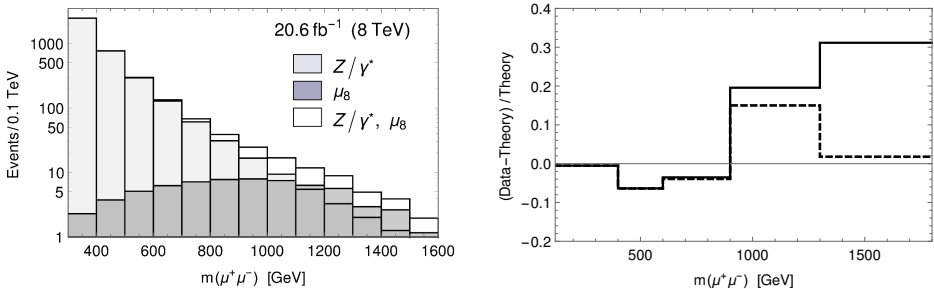 20.6 fb⁻¹ (8 TeV)
Z/γ*
μ₈
Z/γ*, μ₈
Events/0.1 TeV
1000
500
100
50
10
5
1
400 600 800 1000 1200 1400 1600
m(μ⁺μ⁻) [GeV]
(Data−Theory)/Theory
0.4
0.3
0.2
0.1
0.0
−0.1
−0.2
500 1000 1500
m(μ⁺μ⁻) [GeV]